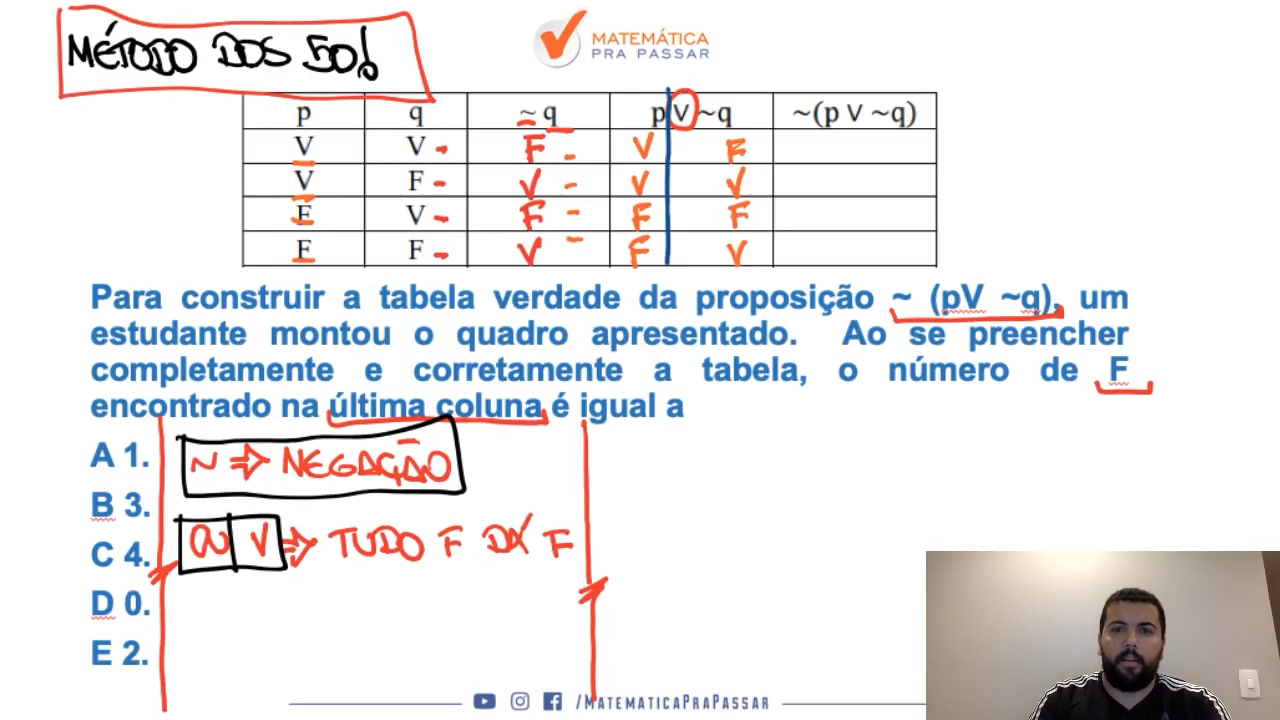 MÉTODO DOS 50!
MATEMÁTICA
PRA PASSAR
p q ~q p V ~q ~(p V ~q)
V V F V F
V F V V V
F V F F F
F F V F V
Para construir a tabela verdade da proposição ~ (pV ~q), um
estudante montou o quadro apresentado. Ao se preencher
completamente e corretamente a tabela, o número de F
encontrado na última coluna é igual a
A 1.
~ ⇒ NEGAÇÃO
B 3.
OU V ⇒ TUDO F DÁ F
C 4.
D 0.
E 2.
/MATEMATICAPRAPASSAR